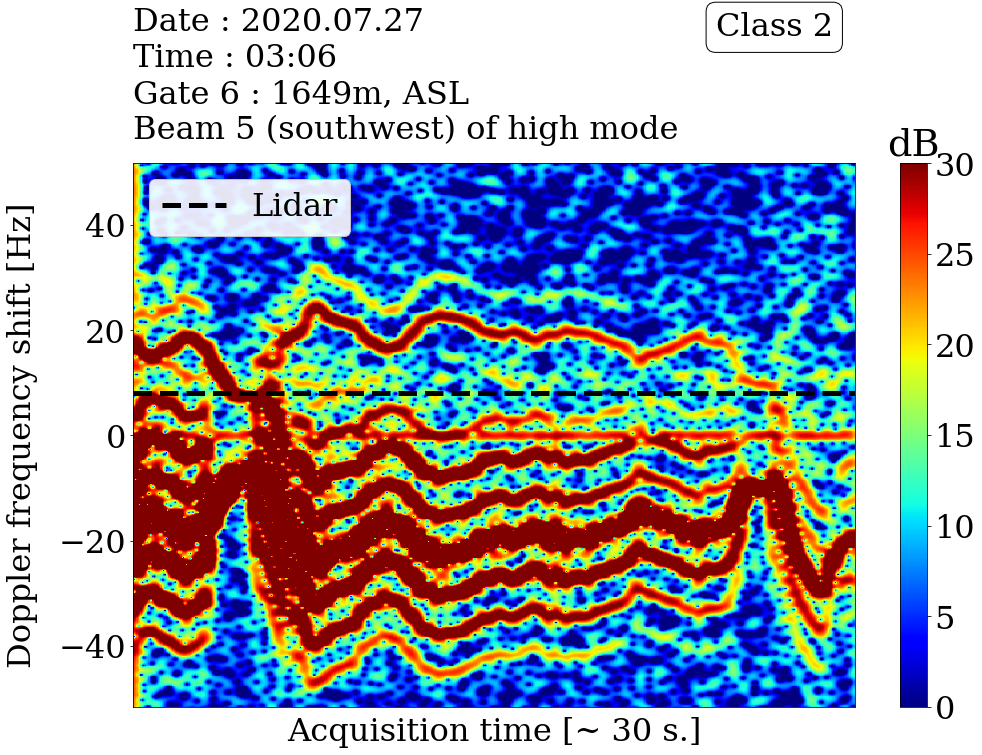 Date : 2020.07.27
Time : 03:06
Gate 6 : 1649m, ASL
Beam 5 (southwest) of high mode
Class 2
dB
Lidar
Doppler frequency shift [Hz]
40
20
0
−20
−40
30
25
20
15
10
5
0
Acquisition time [~ 30 s.]